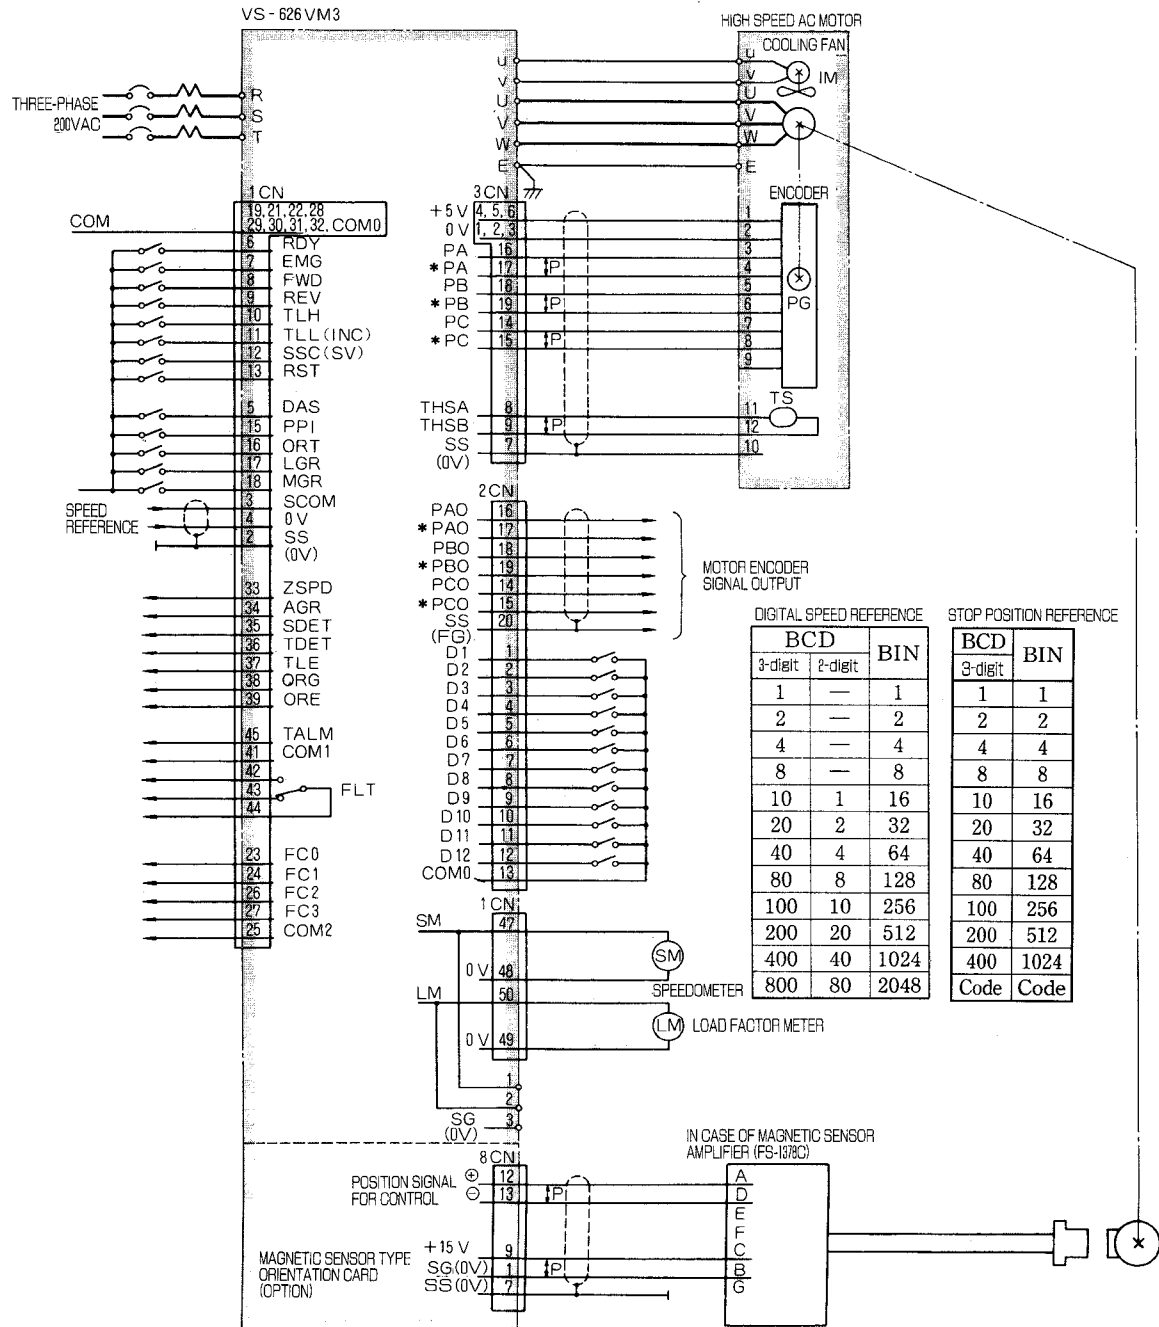 VS-626VM3
HIGH SPEED AC MOTOR
COOLING FAN
IM
THREE-PHASE
200VAC
R
S
T
U
V
U
V
W
E
U
V
U
V
W
E
1CN
19,21,22,28
29,30,31,32, COM0
COM
6 RDY
7 EMG
8 FWD
9 REV
10 TLH
11 TLL(INC)
12 SSC(SV)
13 RST
5 DAS
15 PPI
16 ORT
17 LGR
18 MGR
3 SCOM
4 0V
2 SS
(0V)
SPEED
REFERENCE
33 ZSPD
34 AGR
35 SDET
36 TDET
37 TLE
38 ORG
39 ORE
45 TALM
41 COM1
42
43
44
FLT
23 FC0
24 FC1
26 FC2
27 FC3
25 COM2
3CN
+5V 4,5,6
0V 1,2,3
PA 16
*PA 17 P
PB 18
*PB 19 P
PC 14
*PC 15 P
THSA 8
THSB 9 P
SS 7
(0V)
ENCODER
1
2
3
4
5
6
7
8
9
PG
TS
11
12
10
2CN
PAO 16
*PAO 17
PBO 18
*PBO 19
PCO 14
*PCO 15
SS 20
(FG)
MOTOR ENCODER
SIGNAL OUTPUT
D1 1
D2 2
D3 3
D4 4
D5 5
D6 6
D7 7
D8 8
D9 9
D10 10
D11 11
D12 12
COM0 13
DIGITAL SPEED REFERENCE
BCD BIN
3-digit 2-digit
1 — 1
2 — 2
4 — 4
8 — 8
10 1 16
20 2 32
40 4 64
80 8 128
100 10 256
200 20 512
400 40 1024
800 80 2048
STOP POSITION REFERENCE
BCD BIN
3-digit
1 1
2 2
4 4
8 8
10 16
20 32
40 64
80 128
100 256
200 512
400 1024
Code Code
1CN
SM 47
SM
0V 48
SPEEDOMETER
LM 50
LM LOAD FACTOR METER
0V 49
1
2
SG 3
(0V)
IN CASE OF MAGNETIC SENSOR
AMPLIFIER (FS-1378C)
8CN
POSITION SIGNAL
FOR CONTROL
⊕ 12
⊖ 13 P
A
D
E
F
C
B
G
MAGNETIC SENSOR TYPE
ORIENTATION CARD
(OPTION)
+15V 9
SG(0V) 1 P
SS(0V) 7